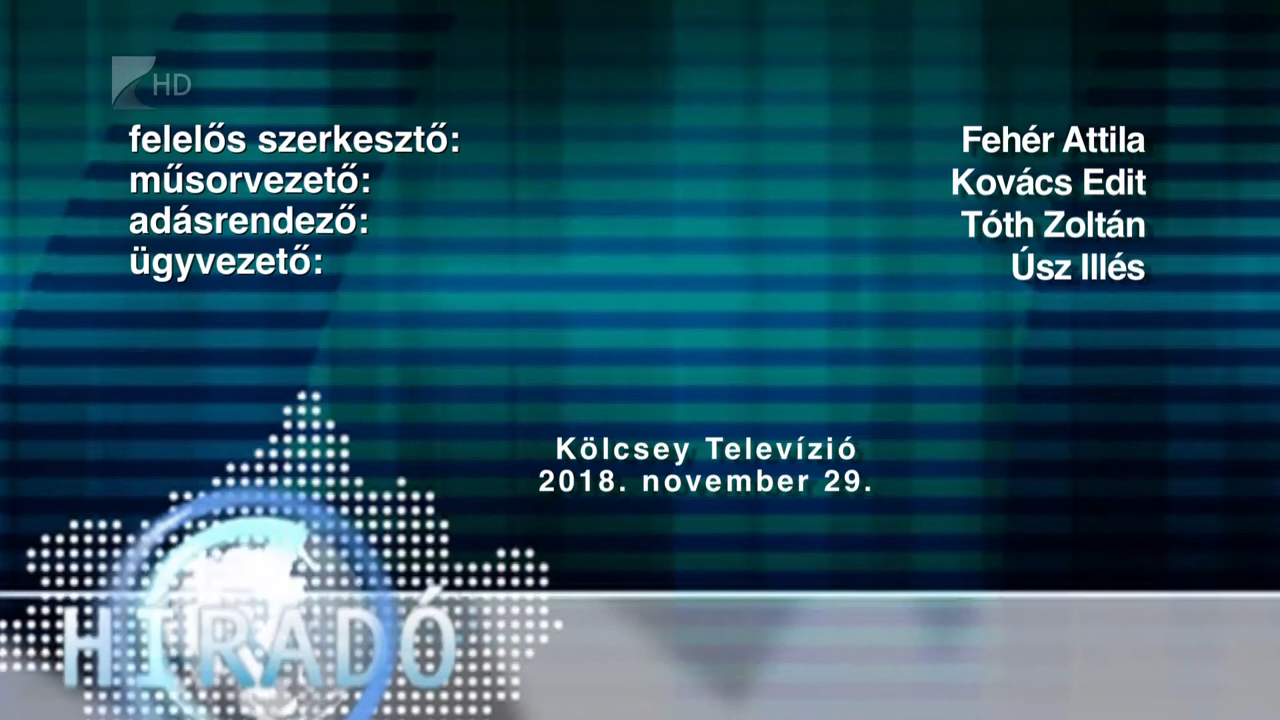 HD
felelős szerkesztő: Fehér Attila
műsorvezető: Kovács Edit
adásrendező: Tóth Zoltán
ügyvezető: Úsz Illés
Kölcsey Televízió
2018. november 29.
HÍRADÓ